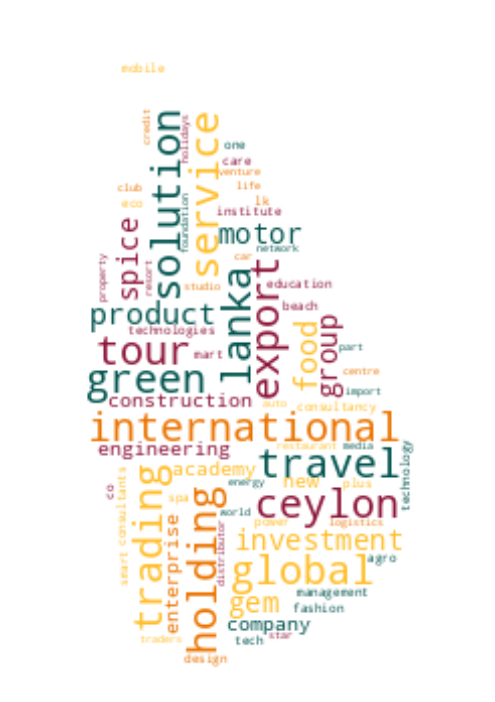 mobile
credit
solution
holidays
service
one
care
venture
club
life
eco
lk
institute
foundation
spice
motor
network
car
property
resort
studio
education
lanka
export
beach
product
technologies
food
group
part
tour
mart
centre
green
import
construction
auto
consultancy
international
engineering
restaurant
media
technology
travel
academy
trading
energy
new
plus
co
smart
consultants
spa
holding
ceylon
world
power
logistics
enterprise
distributor
investment
agro
global
management
gem
fashion
company
traders
tech
star
design